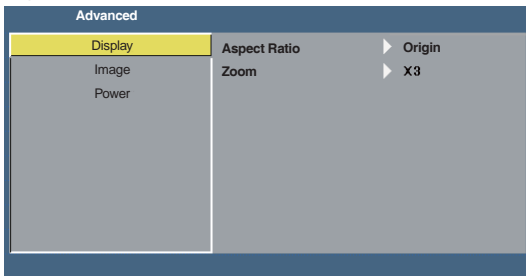 Advanced
Display
Image
Power
Aspect Ratio Origin
Zoom X3